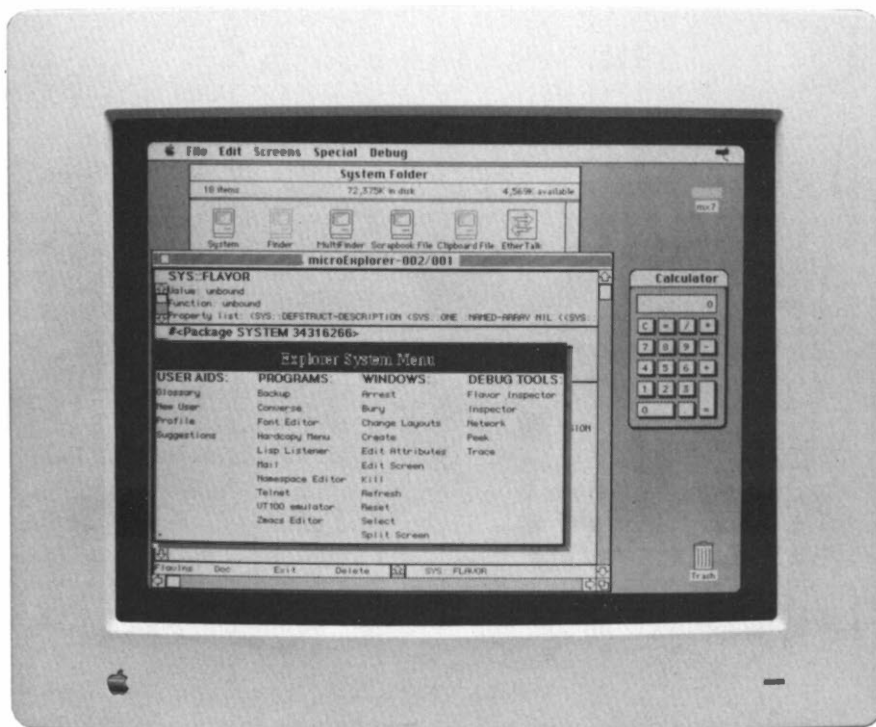 File Edit Screens Special Debug
System Folder
18 items 72,375K in disk 4,569K available
mx7
System Finder MultiFinder Scrapbook File Clipboard File EtherTalk
microExplorer-002/001
SYS::FLAVOR
Value: unbound
Function: unbound
Property list: (SYS::DEFSTRUCT-DESCRIPTION (SYS::ONE :NAMED-ARRAY NIL ((SYS::
#<Package SYSTEM 34316266>
Explorer System Menu
USER AIDS: PROGRAMS: WINDOWS: DEBUG TOOLS:
Glossary Backup Arrest Flavor Inspector
New User Converse Bury Inspector
Profile Font Editor Change Layouts Network
Suggestions Hardcopy Menu Create Peek
Lisp Listener Edit Attributes Trace
Mail Edit Screen
Namespace Editor Kill
Telnet Refresh
VT100 emulator Reset
Zmacs Editor Select
Split Screen
SION
Doc Exit Delete SYS::FLAVOR
Calculator
0
C = / *
7 8 9 -
4 5 6 +
1 2 3 =
0 .
Trash